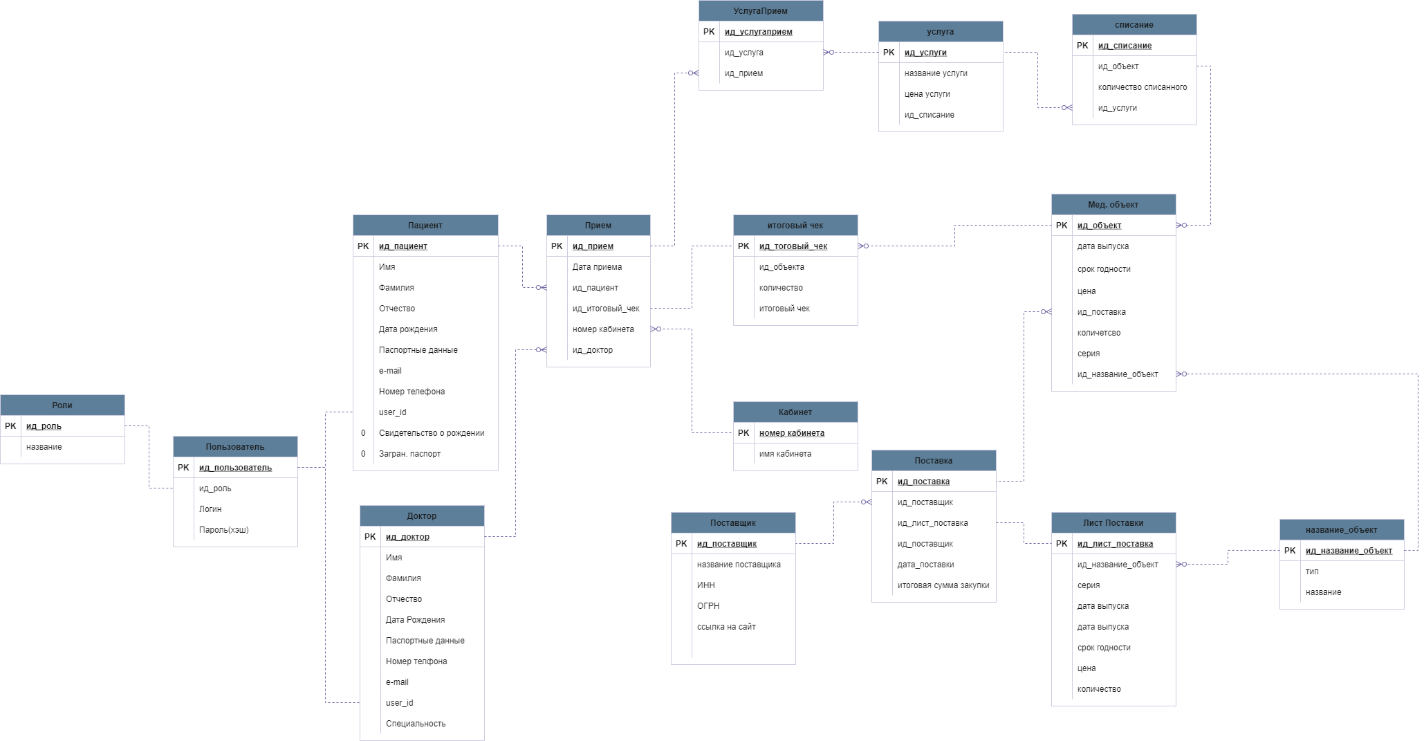 УслугаПрием
PK ид_услугаприем
ид_услуга
ид_прием
услуга
PK ид_услуги
название услуги
цена услуги
ид_списание
списание
PK ид_списание
ид_объект
количество списанного
ид_услуги
Пациент
PK ид_пациент
Имя
Фамилия
Отчество
Дата рождения
Паспортные данные
e-mail
Номер телефона
user_id
0 Свидетельство о рождении
0 Загран. паспорт
Прием
PK ид_прием
Дата приема
ид_пациент
ид_итоговый_чек
номер кабинета
ид_доктор
итоговый чек
PK ид_тоговый_чек
ид_объекта
количество
итоговый чек
Мед. объект
PK ид_объект
дата выпуска
срок годности
цена
ид_поставка
количетсво
серия
ид_название_объект
Роли
PK ид_роль
название
Пользователь
PK ид_пользователь
ид_роль
Логин
Пароль(хэш)
Кабинет
PK номер кабинета
имя кабинета
Доктор
PK ид_доктор
Имя
Фамилия
Отчество
Дата Рождения
Паспортные данные
Номер телфона
e-mail
user_id
Специальность
Поставщик
PK ид_поставщик
название поставщика
ИНН
ОГРН
ссылка на сайт
Поставка
PK ид_поставка
ид_поставщик
ид_лист_поставка
ид_поставщик
дата_поставки
итоговая сумма закупки
Лист Поставки
PK ид_лист_поставка
ид_название_объект
серия
дата выпуска
дата выпуска
срок годности
цена
количество
название_объект
PK ид_название_объект
тип
название